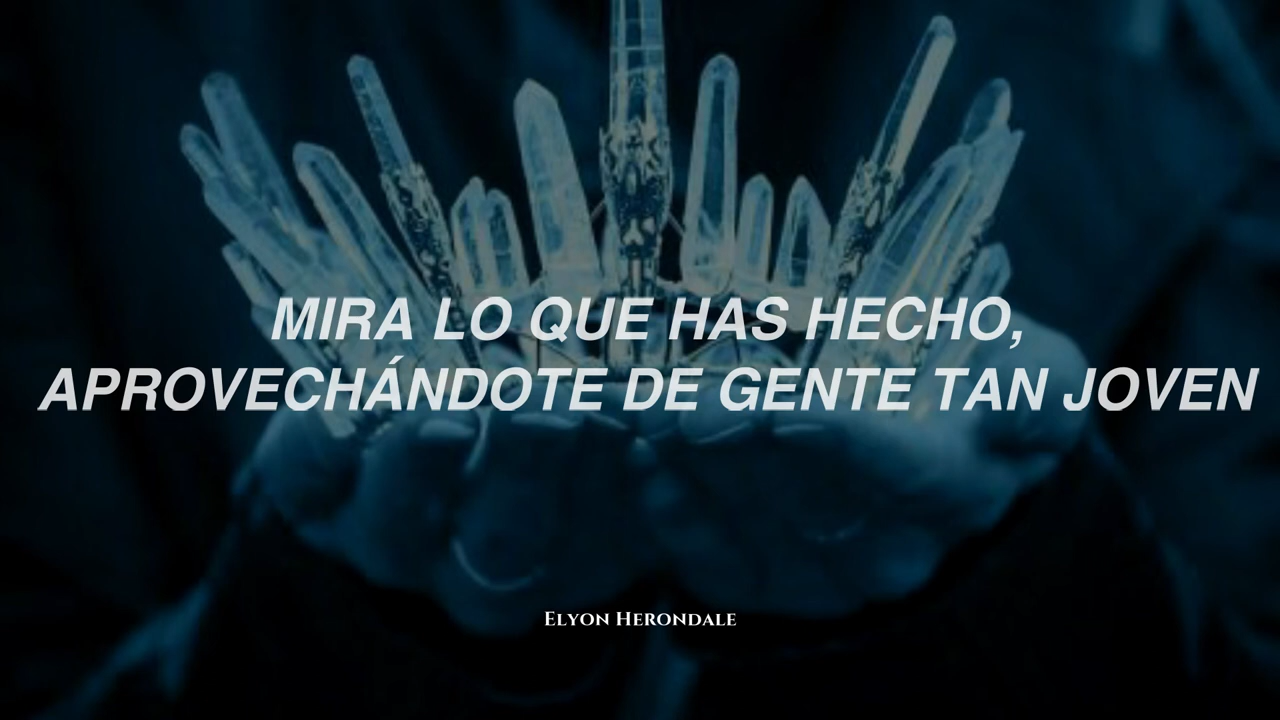 MIRA LO QUE HAS HECHO,
APROVECHÁNDOTE DE GENTE TAN JOVEN
ELYON HERONDALE